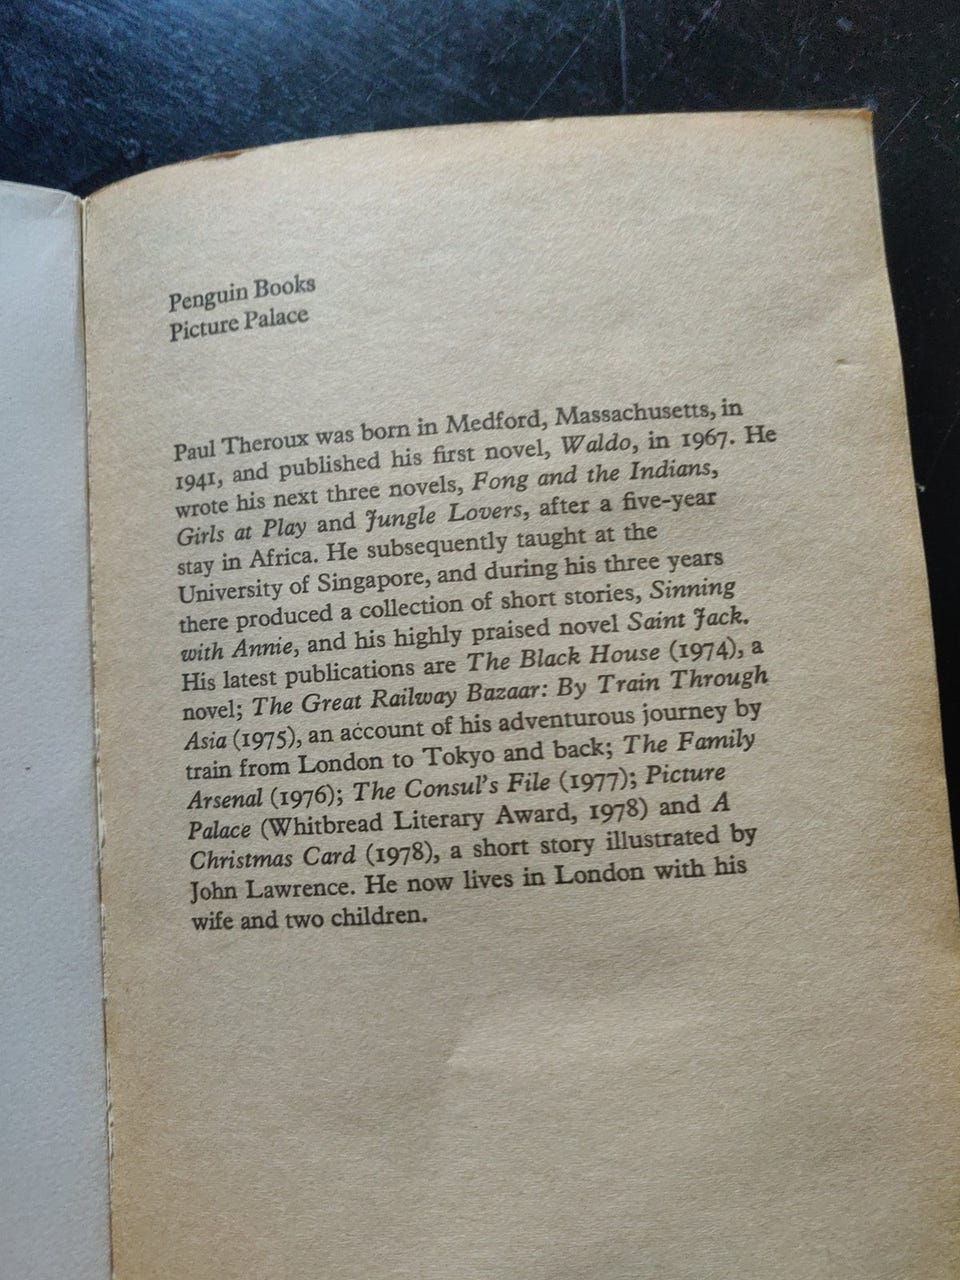 Penguin Books
Picture Palace
Paul Theroux was born in Medford, Massachusetts, in
1941, and published his first novel, Waldo, in 1967. He
wrote his next three novels, Fong and the Indians,
Girls at Play and Jungle Lovers, after a five-year
stay in Africa. He subsequently taught at the
University of Singapore, and during his three years
there produced a collection of short stories, Sinning
with Annie, and his highly praised novel Saint Jack.
His latest publications are The Black House (1974), a
novel; The Great Railway Bazaar: By Train Through
Asia (1975), an account of his adventurous journey by
train from London to Tokyo and back; The Family
Arsenal (1976); The Consul's File (1977); Picture
Palace (Whitbread Literary Award, 1978) and A
Christmas Card (1978), a short story illustrated by
John Lawrence. He now lives in London with his
wife and two children.